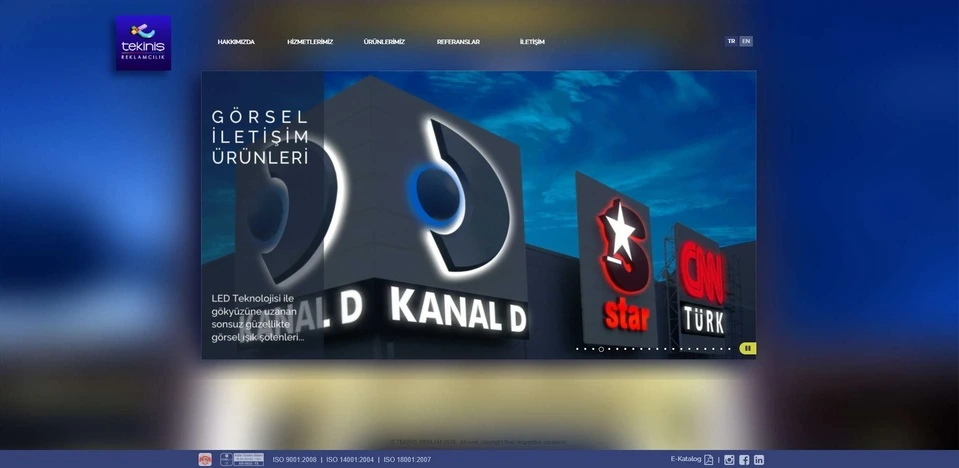 tekinis
REKLAMCILIK
HAKKIMIZDA
HİZMETLERİMİZ
ÜRÜNLERİMİZ
REFERANSLAR
İLETİŞİM
TR EN
GÖRSEL
İLETİŞİM
ÜRÜNLERİ
KANAL D KANAL D
star
CNN
TÜRK
LED Teknolojisi ile
gökyüzüne uzanan
sonsuz güzellikte
görsel ışık şölenleri...
ISO 9001:2008 | ISO 14001:2004 | ISO 18001:2007
E-Katalog